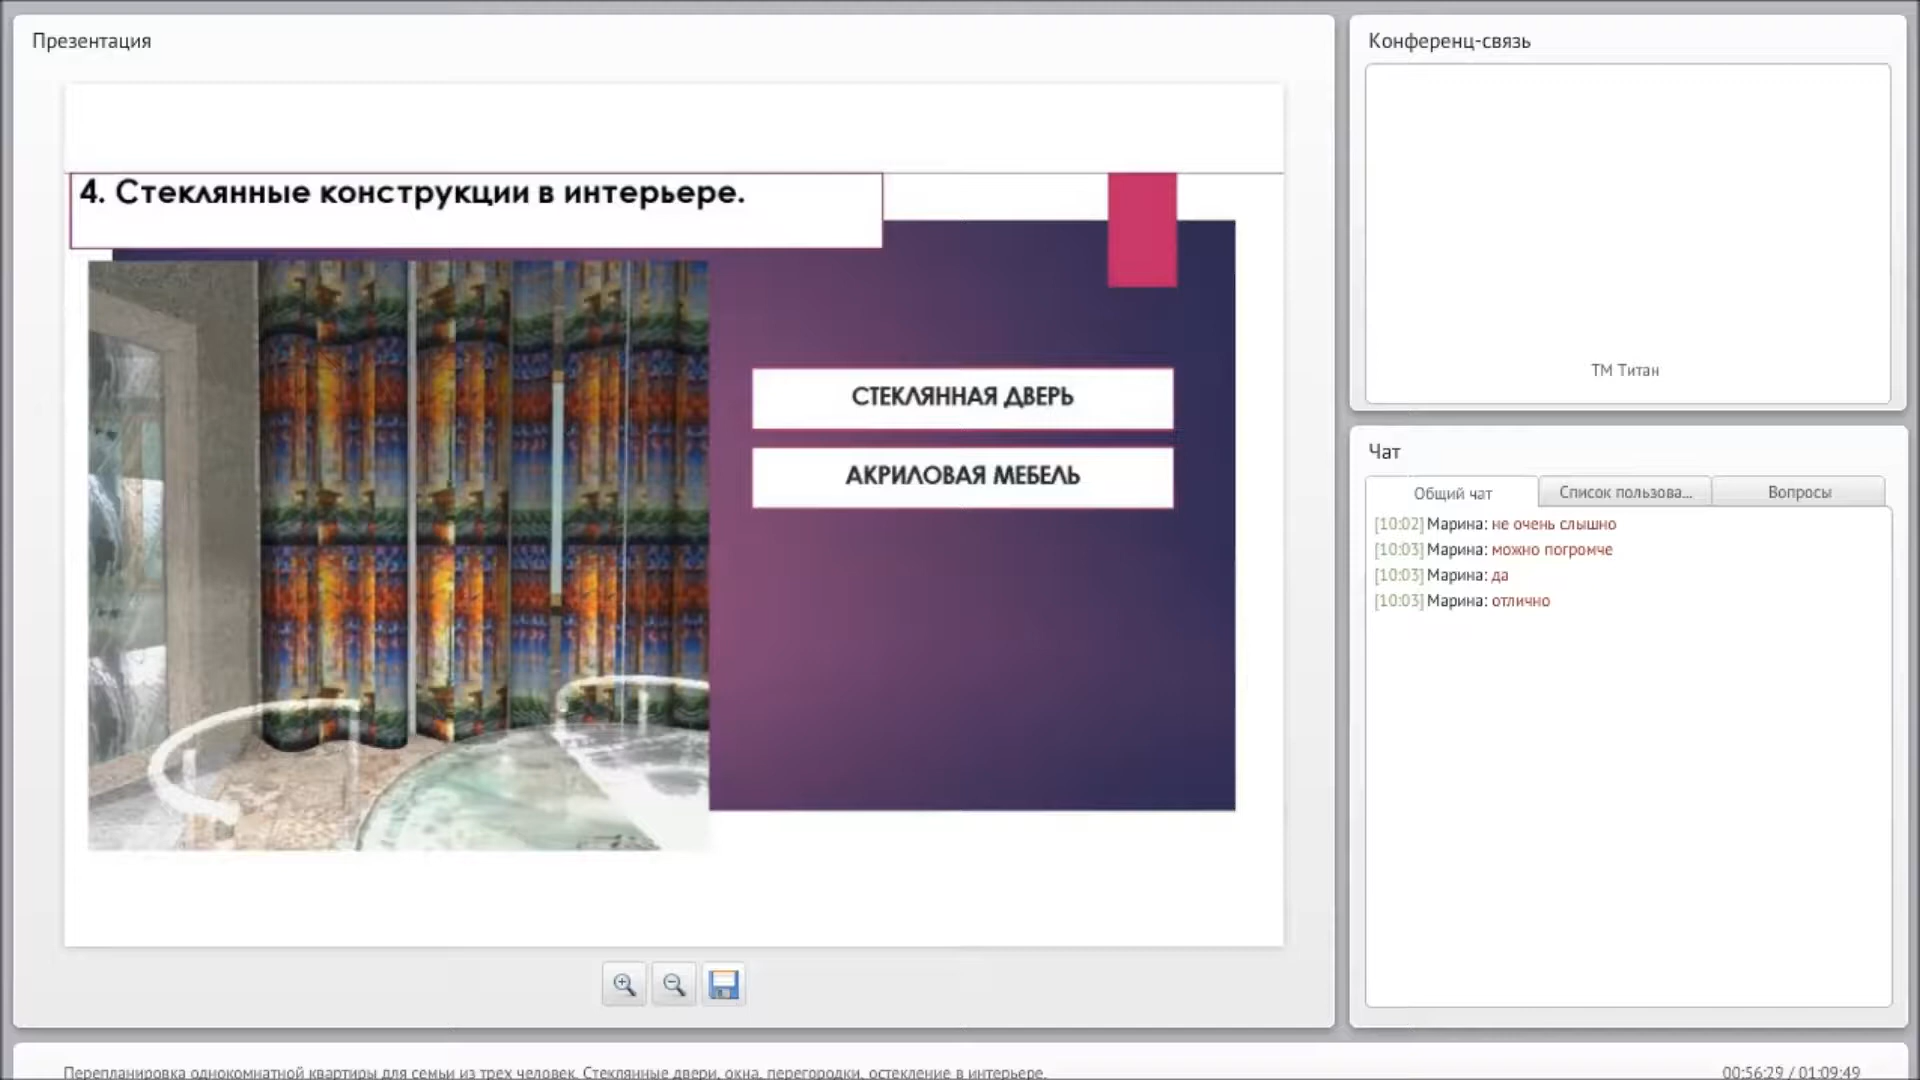 Презентация
4. Стеклянные конструкции в интерьере.
СТЕКЛЯННАЯ ДВЕРЬ
АКРИЛОВАЯ МЕБЕЛЬ
Конференц-связь
ТМ Титан
Чат
Общий чат
Список пользова...
Вопросы
[10:02] Марина: не очень слышно
[10:03] Марина: можно погромче
[10:03] Марина: да
[10:03] Марина: отлично
Перепланировка однокомнатной квартиры для семьи из трех человек. Стеклянные двери, окна, перегородки, остекление в интерьере.
00:56:29 / 01:09:49